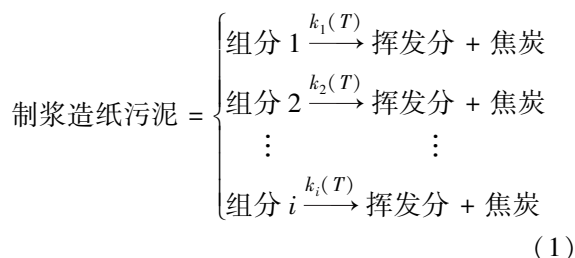 组分 1 k₁(T) → 挥发分 + 焦炭
组分 2 k₂(T) → 挥发分 + 焦炭
制浆造纸污泥 =
⋮ ⋮
组分 i kᵢ(T) → 挥发分 + 焦炭
(1)